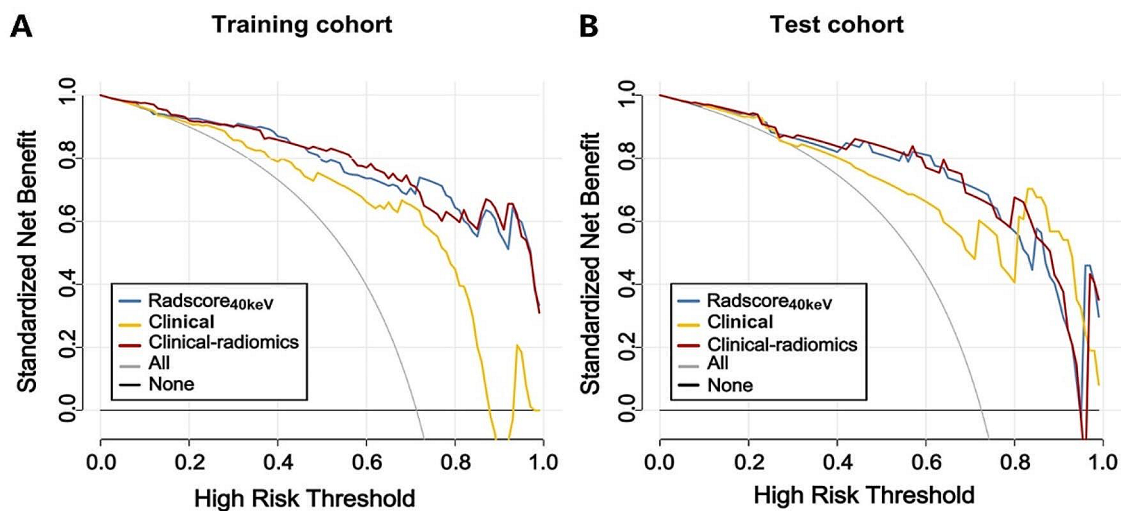 A
Training cohort
Standardized Net Benefit
1.0
0.8
0.6
0.4
0.2
0.0
Radscore40keV
Clinical
Clinical-radiomics
All
None
0.0 0.2 0.4 0.6 0.8 1.0
High Risk Threshold
B
Test cohort
Standardized Net Benefit
1.0
0.8
0.6
0.4
0.2
0.0
Radscore40keV
Clinical
Clinical-radiomics
All
None
0.0 0.2 0.4 0.6 0.8 1.0
High Risk Threshold